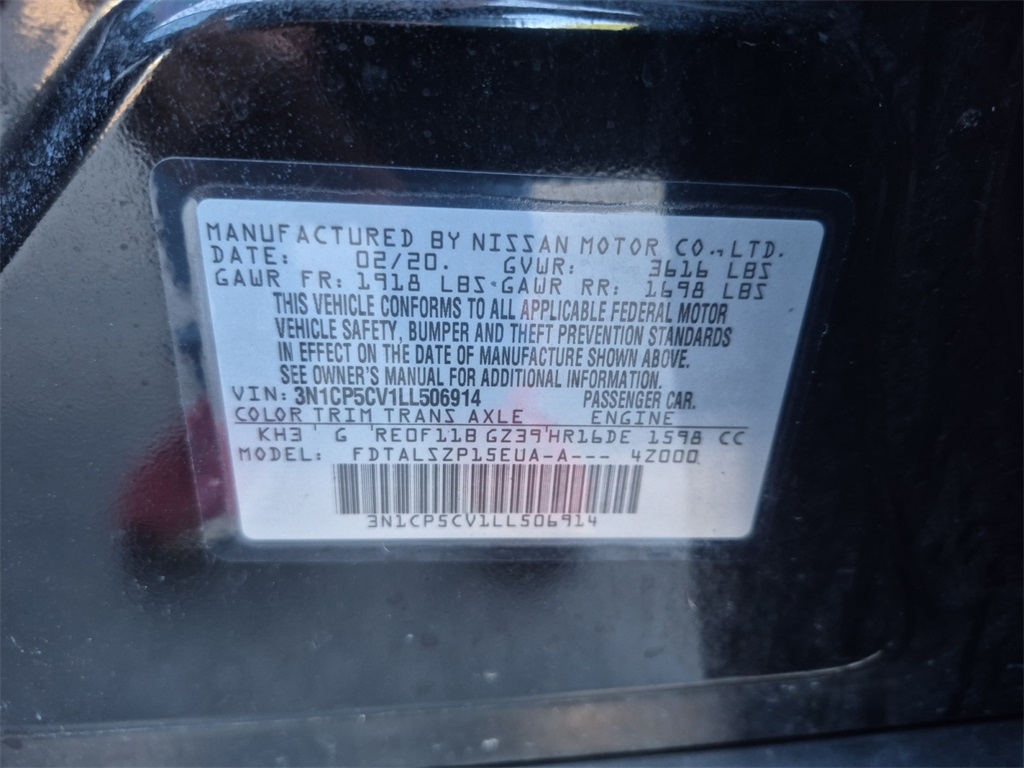 MANUFACTURED BY NISSAN MOTOR CO.,LTD.
DATE: 02/20. GVWR: 3616 LBS
GAWR FR: 1918 LBS GAWR RR: 1698 LBS
THIS VEHICLE CONFORMS TO ALL APPLICABLE FEDERAL MOTOR
VEHICLE SAFETY, BUMPER AND THEFT PREVENTION STANDARDS
IN EFFECT ON THE DATE OF MANUFACTURE SHOWN ABOVE.
SEE OWNER'S MANUAL FOR ADDITIONAL INFORMATION.
VIN: 3N1CP5CV1LL506914 PASSENGER CAR.
COLOR TRIM TRANS AXLE ENGINE
KH3 ' G 'RE0F11B GZ39'HR16DE 1598 CC
MODEL: FDTALSZP15EUA-A--- 4Z000
3N1CP5CV1LL506914